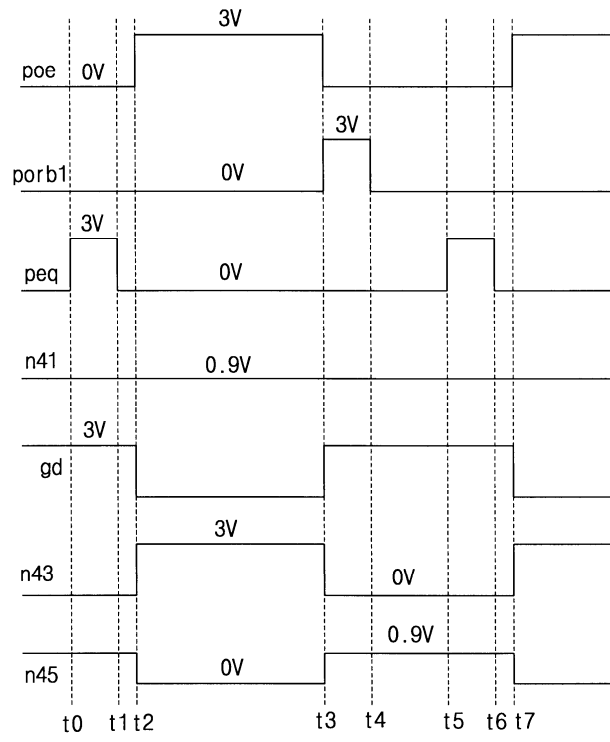 3V
poe 0V
3V
porb1 0V
3V
peq 0V
n41 0.9V
3V
gd
3V
n43 0V
0.9V
n45 0V
t0 t1 t2 t3 t4 t5 t6 t7